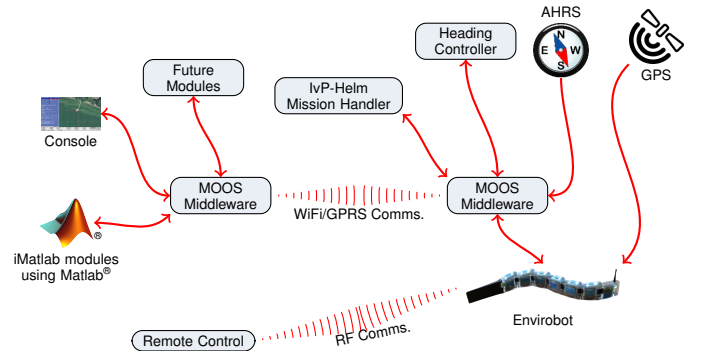 AHRS
N
E W
S
GPS
Heading
Controller
Future
Modules
IvP-Helm
Mission Handler
Console
MOOS
Middleware
WiFi/GPRS Comms.
MOOS
Middleware
®
iMatlab modules
using Matlab®
Envirobot
RF Comms.
Remote Control